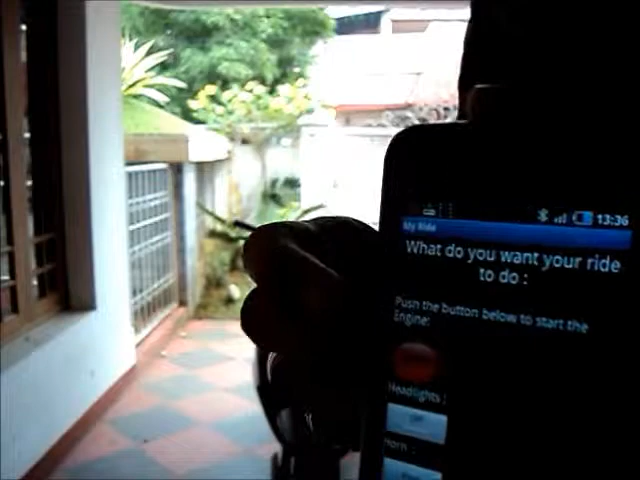 13:36
My Ride
What do you want your ride
to do :
Push the button below to start the
Engine:
Headlights :
Off
Horn :